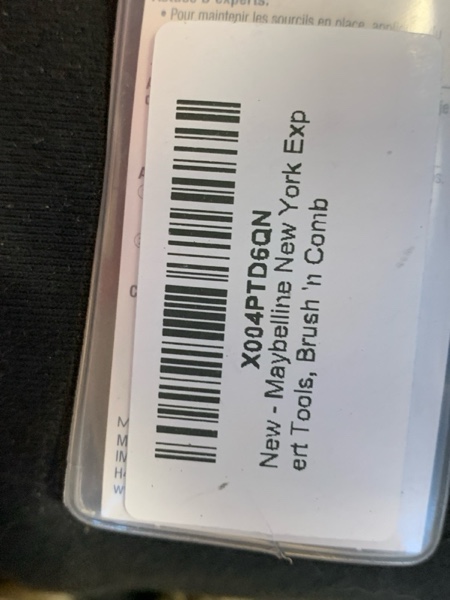 • Pour maintenir les sourcils en place,
X004PTD6QN
New - Maybelline New York Exp
ert Tools, Brush 'n Comb